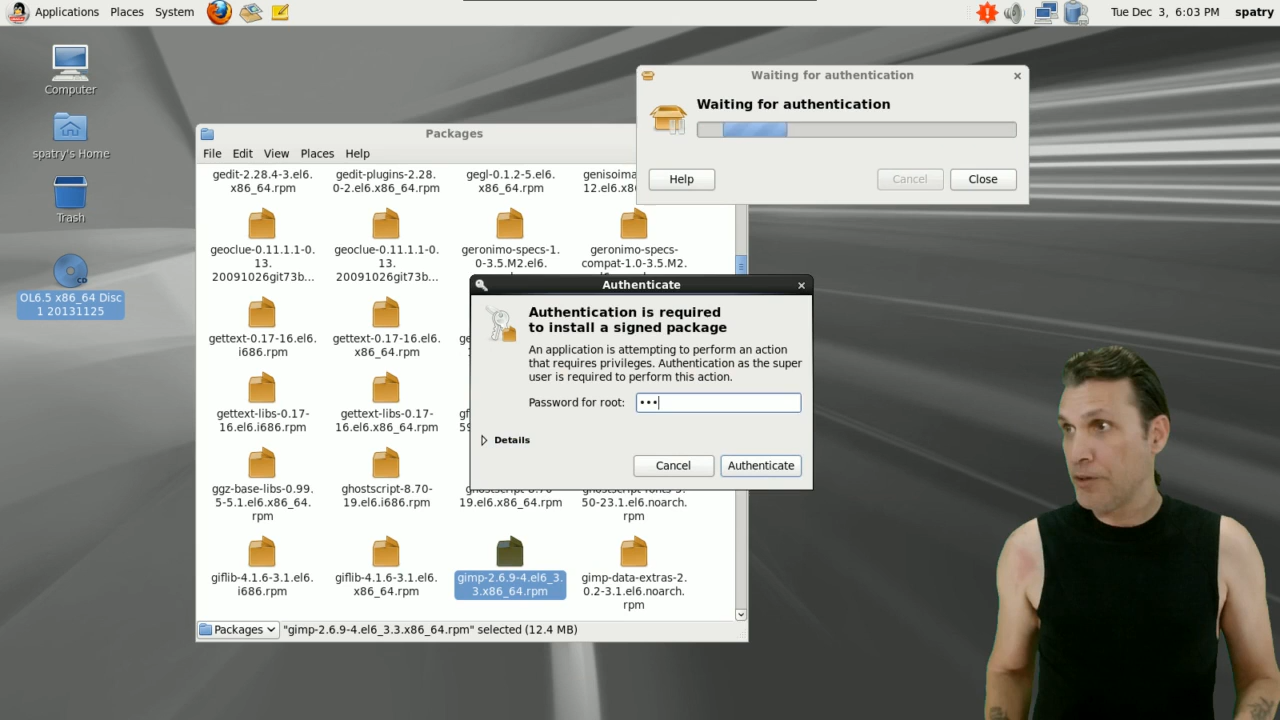 Applications Places System
Tue Dec 3, 6:03 PM spatry
Computer
spatry's Home
Trash
OL6.5 x86_64 Disc
1 20131125
Waiting for authentication
Waiting for authentication
Help Cancel Close
Packages
File Edit View Places Help
gedit-2.28.4-3.el6.
x86_64.rpm
gedit-plugins-2.28.
0-2.el6.x86_64.rpm
gegl-0.1.2-5.el6.
x86_64.rpm
geoclue-0.11.1.1-0.
13.
20091026git73b...
geoclue-0.11.1.1-0.
13.
20091026git73b...
geronimo-specs-1.
0-3.5.M2.el6.
geronimo-specs-
compat-1.0-3.5.M2.
gettext-0.17-16.el6.
i686.rpm
gettext-0.17-16.el6.
x86_64.rpm
gettext-libs-0.17-
16.el6.i686.rpm
gettext-libs-0.17-
16.el6.x86_64.rpm
ggz-base-libs-0.99.
5-5.1.el6.x86_64.
rpm
ghostscript-8.70-
19.el6.i686.rpm
ghostscript-8.70-
19.el6.x86_64.rpm
ghostscript-fonts-5.
50-23.1.el6.noarch.
rpm
giflib-4.1.6-3.1.el6.
i686.rpm
giflib-4.1.6-3.1.el6.
x86_64.rpm
gimp-2.6.9-4.el6_3.
3.x86_64.rpm
gimp-data-extras-2.
0.2-3.1.el6.noarch.
rpm
Packages "gimp-2.6.9-4.el6_3.3.x86_64.rpm" selected (12.4 MB)
Authenticate
Authentication is required
to install a signed package
An application is attempting to perform an action
that requires privileges. Authentication as the super
user is required to perform this action.
Password for root: •••
Details
Cancel Authenticate